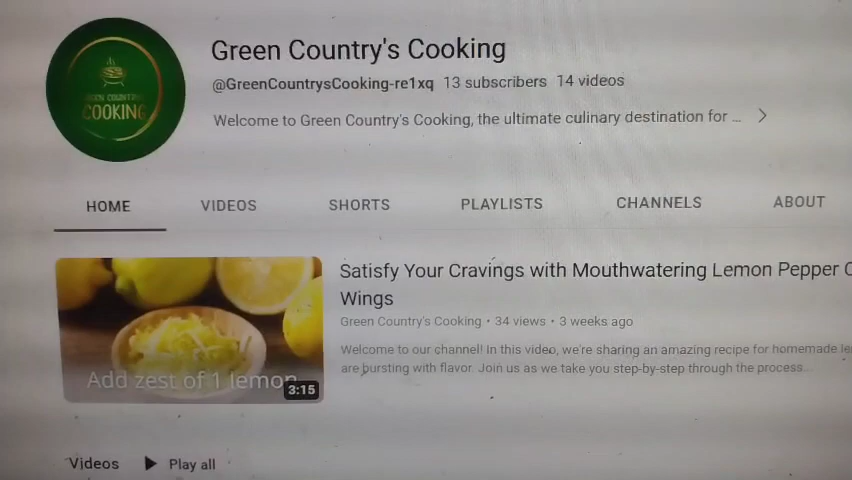 Green Country's Cooking
@GreenCountrysCooking-re1xq 13 subscribers 14 videos
GREEN COUNTRY'S
COOKING
Welcome to Green Country's Cooking, the ultimate culinary destination for ...
HOME VIDEOS SHORTS PLAYLISTS CHANNELS ABOUT
Satisfy Your Cravings with Mouthwatering Lemon Pepper
Wings
Green Country's Cooking • 34 views • 3 weeks ago
Welcome to our channel! In this video, we're sharing an amazing recipe for homemade
are bursting with flavor. Join us as we take you step-by-step through the process...
Add zest of 1 lemon
3:15
Videos Play all